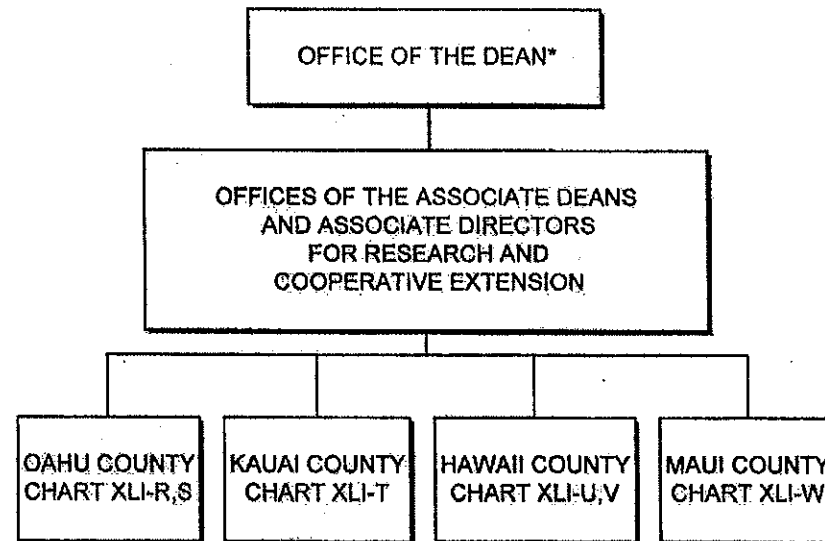 OFFICE OF THE DEAN*
OFFICES OF THE ASSOCIATE DEANS
AND ASSOCIATE DIRECTORS
FOR RESEARCH AND
COOPERATIVE EXTENSION
OAHU COUNTY
CHART XLI-R,S
KAUAI COUNTY
CHART XLI-T
HAWAII COUNTY
CHART XLI-U,V
MAUI COUNTY
CHART XLI-W